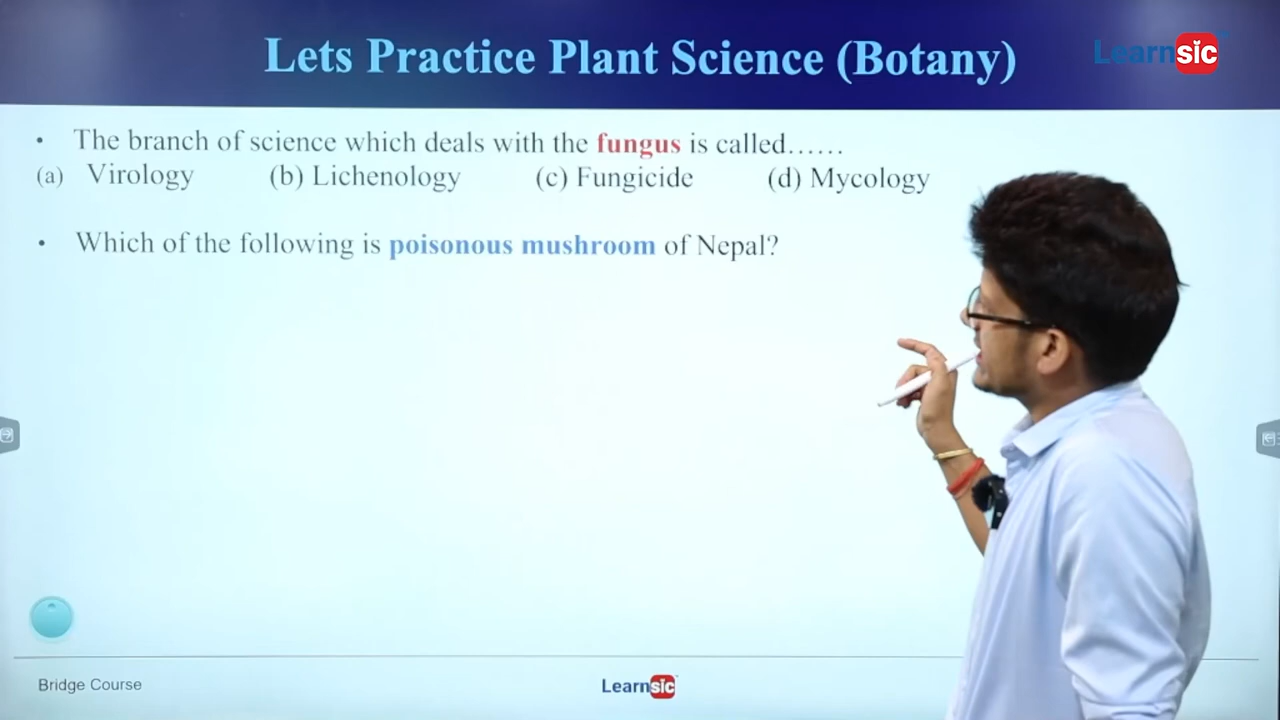 Lets Practice Plant Science (Botany)
Learnsic
• The branch of science which deals with the fungus is called……
(a) Virology (b) Lichenology (c) Fungicide (d) Mycology
• Which of the following is poisonous mushroom of Nepal?
Bridge Course
Learnsic